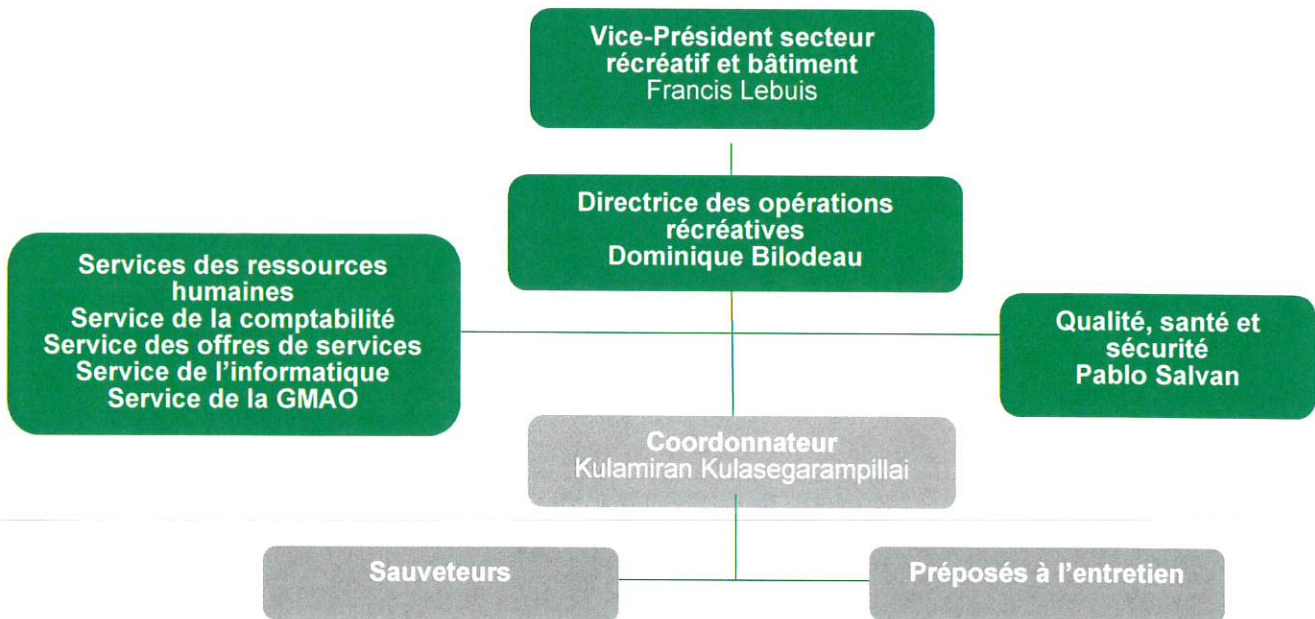 Vice-Président secteur
récréatif et bâtiment
Francis Lebuis
Directrice des opérations
récréatives
Dominique Bilodeau
Services des ressources
humaines
Service de la comptabilité
Service des offres de services
Service de l'informatique
Service de la GMAO
Qualité, santé et
sécurité
Pablo Salvan
Coordonnateur
Kulamiran Kulasegarampillai
Sauveteurs
Préposés à l'entretien